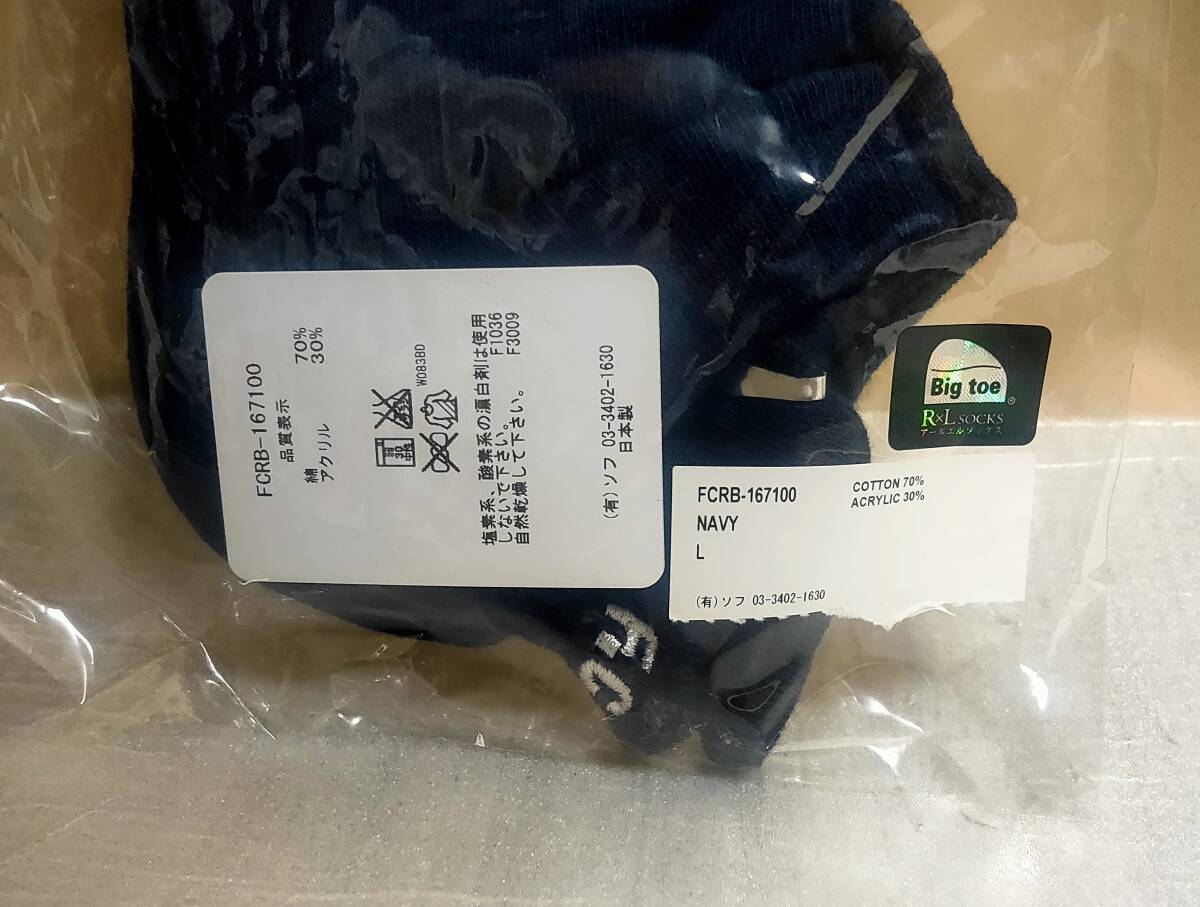 FCRB-167100
品質表示
綿 70%
アクリル 30%
W083BD
塩素系、酸素系の漂白剤は使用
しないで下さい。 F1036
自然乾燥して下さい。 F3009
(有)ソフ 03-3402-1630
日本製
Big toe
R×L SOCKS
アールエルソックス
FCRB-167100
NAVY
L
COTTON 70%
ACRYLIC 30%
(有)ソフ 03-3402-1630